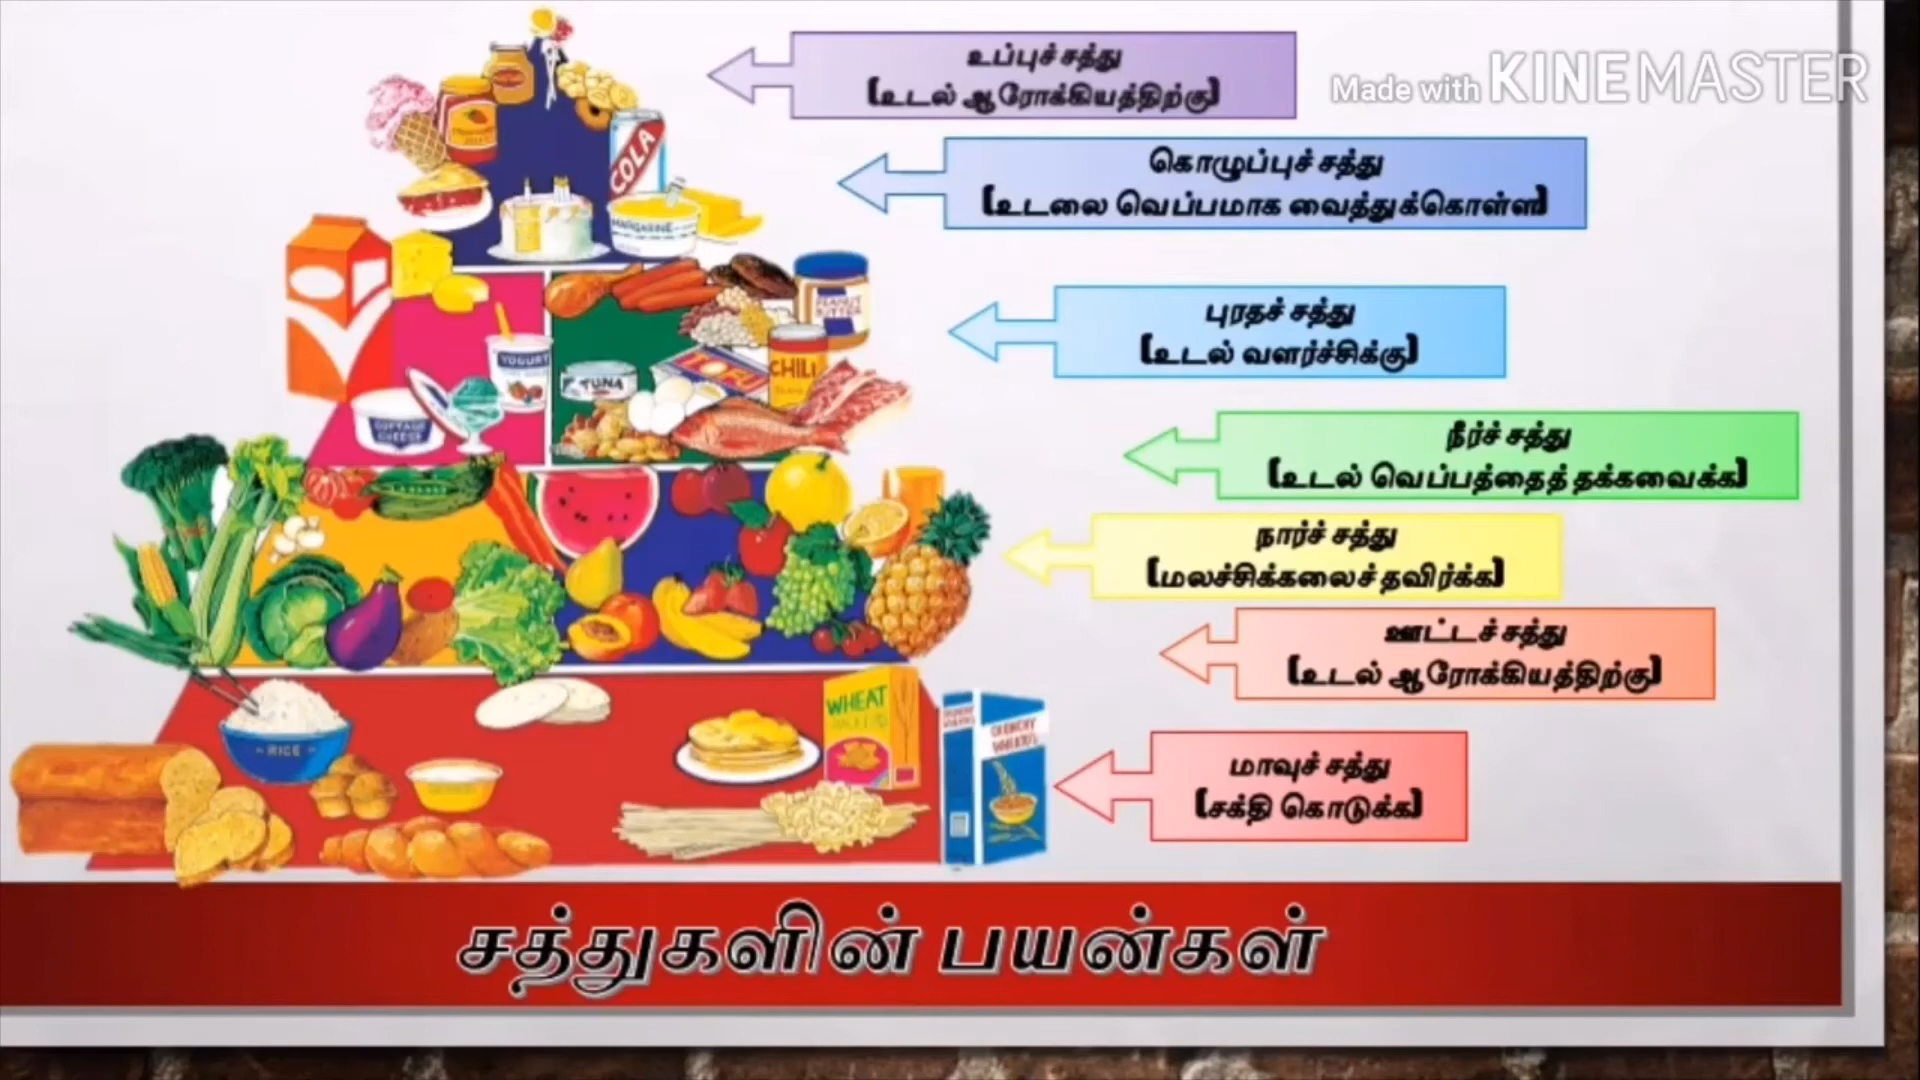 உப்புச் சத்து
(உடல் ஆரோக்கியத்திற்கு)
Made with KINEMASTER
கொழுப்புச் சத்து
(உடலை வெப்பமாக வைத்துக்கொள்ள)
புரதச் சத்து
(உடல் வளர்ச்சிக்கு)
நீர்ச் சத்து
(உடல் வெப்பத்தைத் தக்கவைக்க)
நார்ச் சத்து
(மலச்சிக்கலைச் தவிர்க்க)
ஊட்டச் சத்து
(உடல் ஆரோக்கியத்திற்கு)
மாவுச் சத்து
(சக்தி கொடுக்க)
COLA
MARGARINE
PEANUT
BUTTER
YOGURT
TUNA
TOFU
CHILI
COTTAGE
CHEESE
WHEAT
RICE
CRUNCHY
சத்துகளின் பயன்கள்